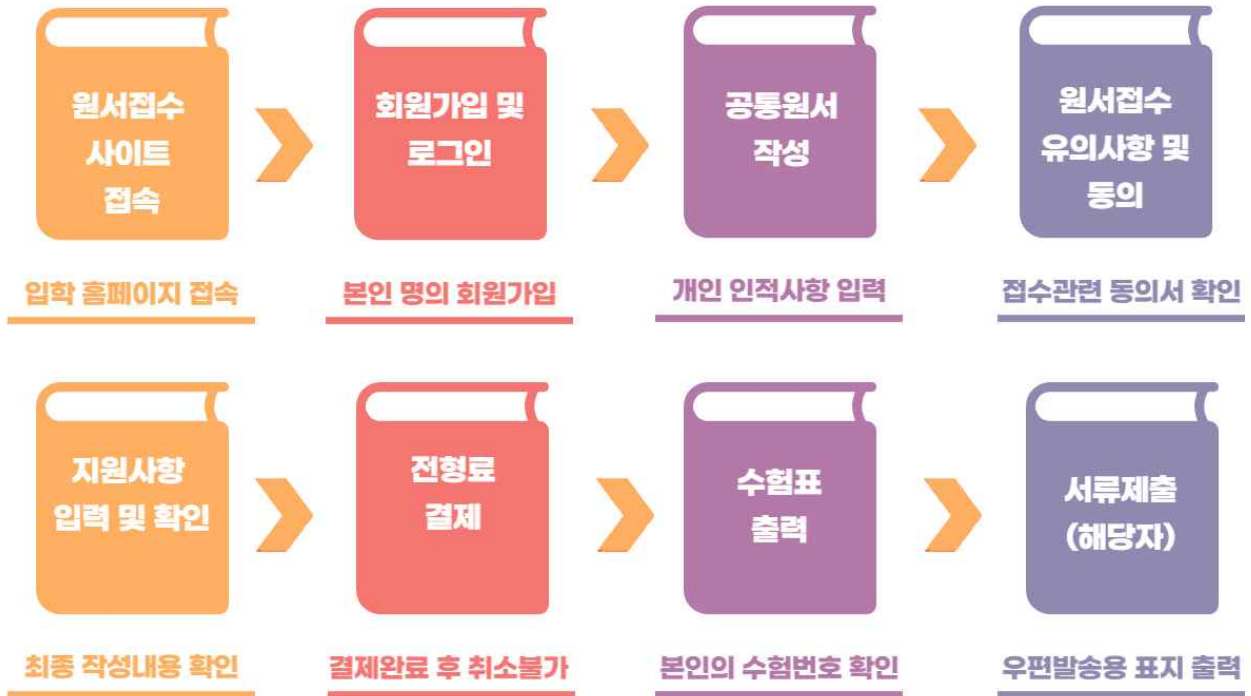 원서접수
사이트
접속
회원가입 및
로그인
공통원서
작성
원서접수
유의사항 및
동의
입학 홈페이지 접속
본인 명의 회원가입
개인 인적사항 입력
접수관련 동의서 확인
지원사항
입력 및 확인
전형료
결제
수험표
출력
서류제출
(해당자)
최종 작성내용 확인
결제완료 후 취소불가
본인의 수험번호 확인
우편발송용 표지 출력